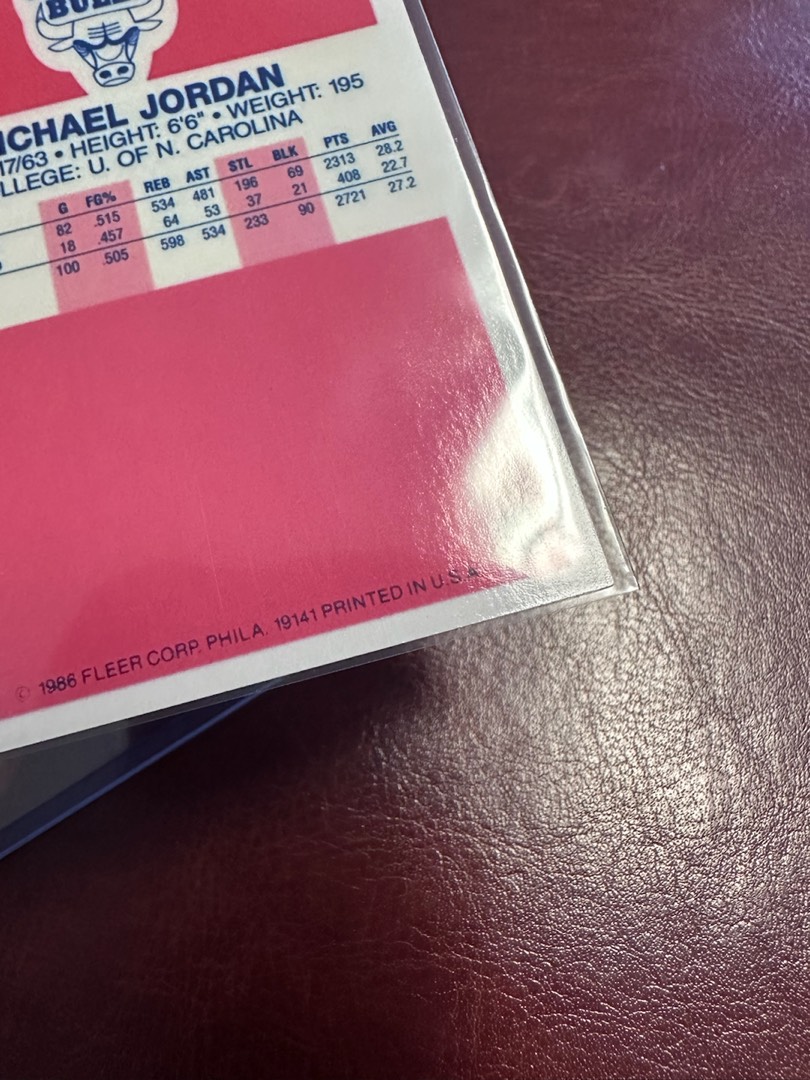 BULL
ICHAEL JORDAN
17/63 • HEIGHT: 6'6" • WEIGHT: 195
LLEGE: U. OF N. CAROLINA
G FG% REB AST STL BLK PTS AVG
82 .515 534 481 196 69 2313 28.2
18 .457 64 53 37 21 408 22.7
100 .505 598 534 233 90 2721 27.2
© 1986 FLEER CORP. PHILA. 19141 PRINTED IN U.S.A.